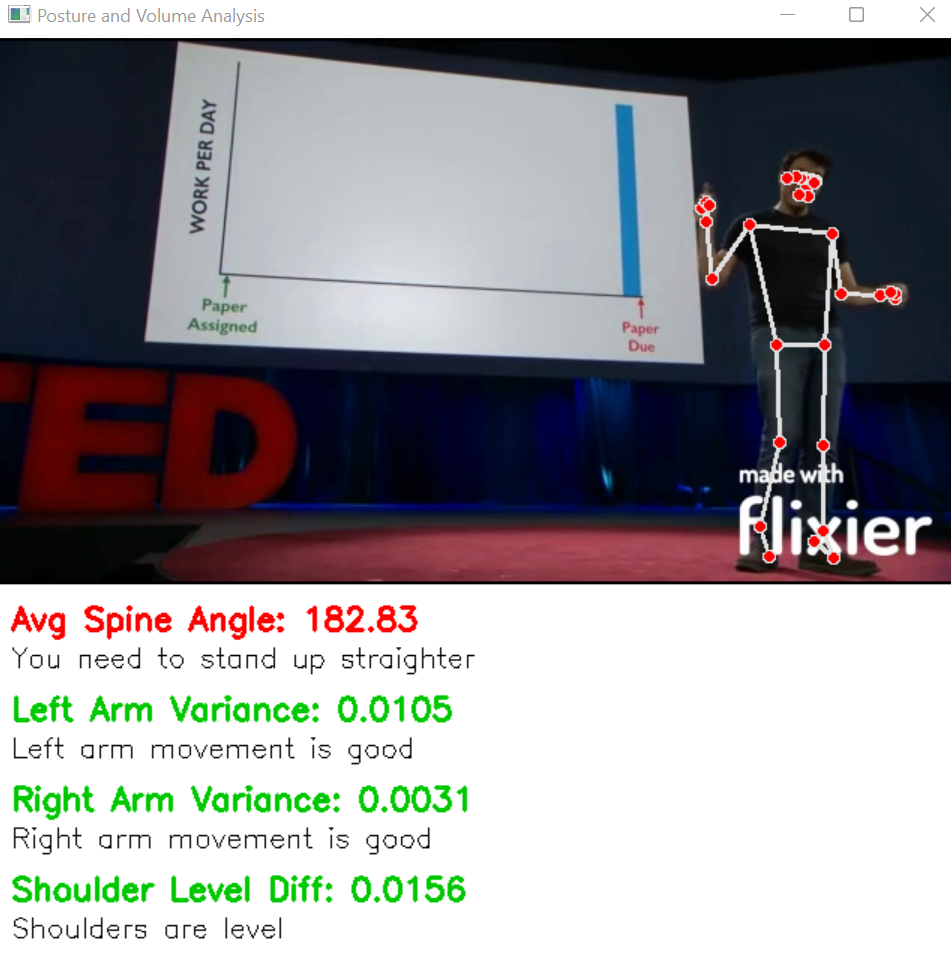 Posture and Volume Analysis
WORK PER DAY
Paper
Assigned
Paper
Due
TED
made with
flixier
Avg Spine Angle: 182.83
You need to stand up straighter
Left Arm Variance: 0.0105
Left arm movement is good
Right Arm Variance: 0.0031
Right arm movement is good
Shoulder Level Diff: 0.0156
Shoulders are level